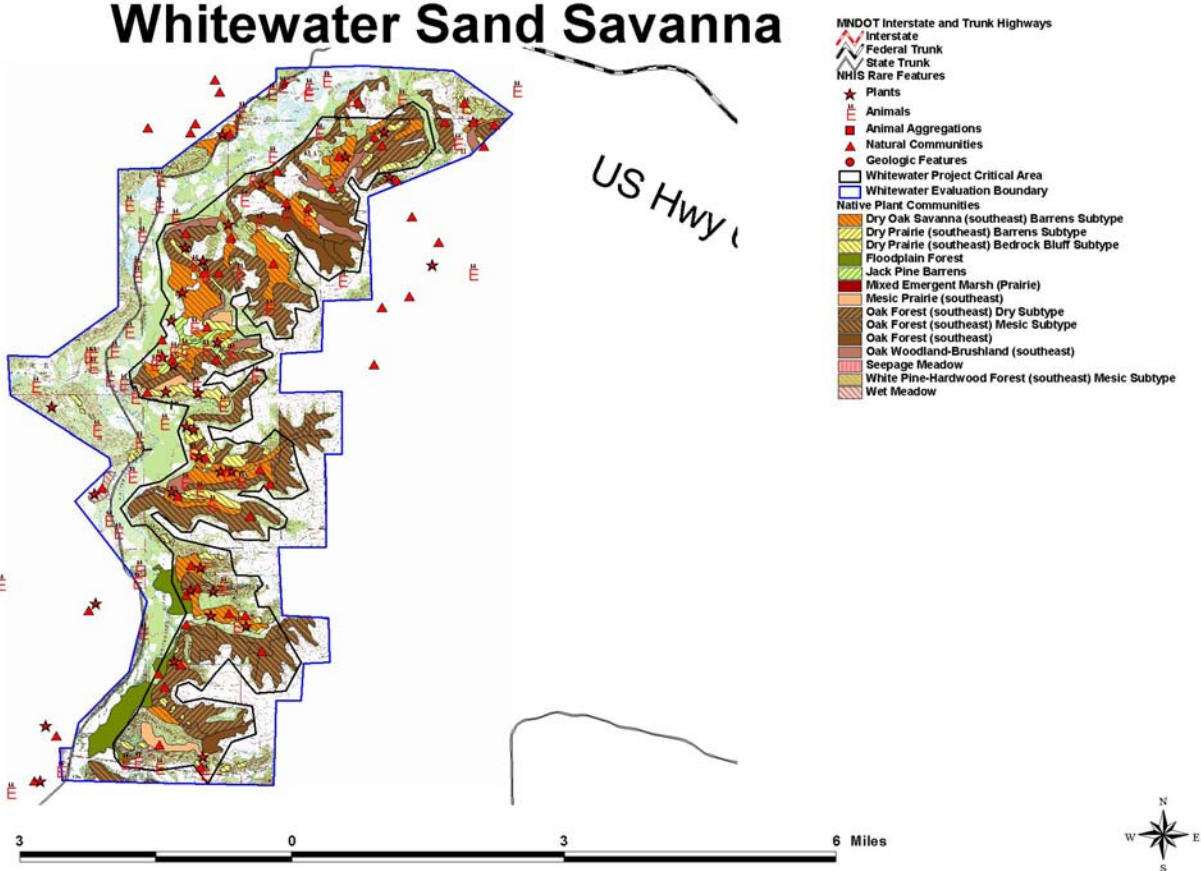 Whitewater Sand Savanna
MNDOT Interstate and Trunk Highways
Interstate
Federal Trunk
State Trunk
NHIS Rare Features
Plants
Animals
Animal Aggregations
Natural Communities
Geologic Features
Whitewater Project Critical Area
Whitewater Evaluation Boundary
Native Plant Communities
Dry Oak Savanna (southeast) Barrens Subtype
Dry Prairie (southeast) Barrens Subtype
Dry Prairie (southeast) Bedrock Bluff Subtype
Floodplain Forest
Jack Pine Barrens
Mixed Emergent Marsh (Prairie)
Mesic Prairie (southeast)
Oak Forest (southeast) Dry Subtype
Oak Forest (southeast) Mesic Subtype
Oak Forest (southeast)
Oak Woodland-Brushland (southeast)
Seepage Meadow
White Pine-Hardwood Forest (southeast) Mesic Subtype
Wet Meadow
US Hwy
3 0 3 6 Miles
N
W E
S